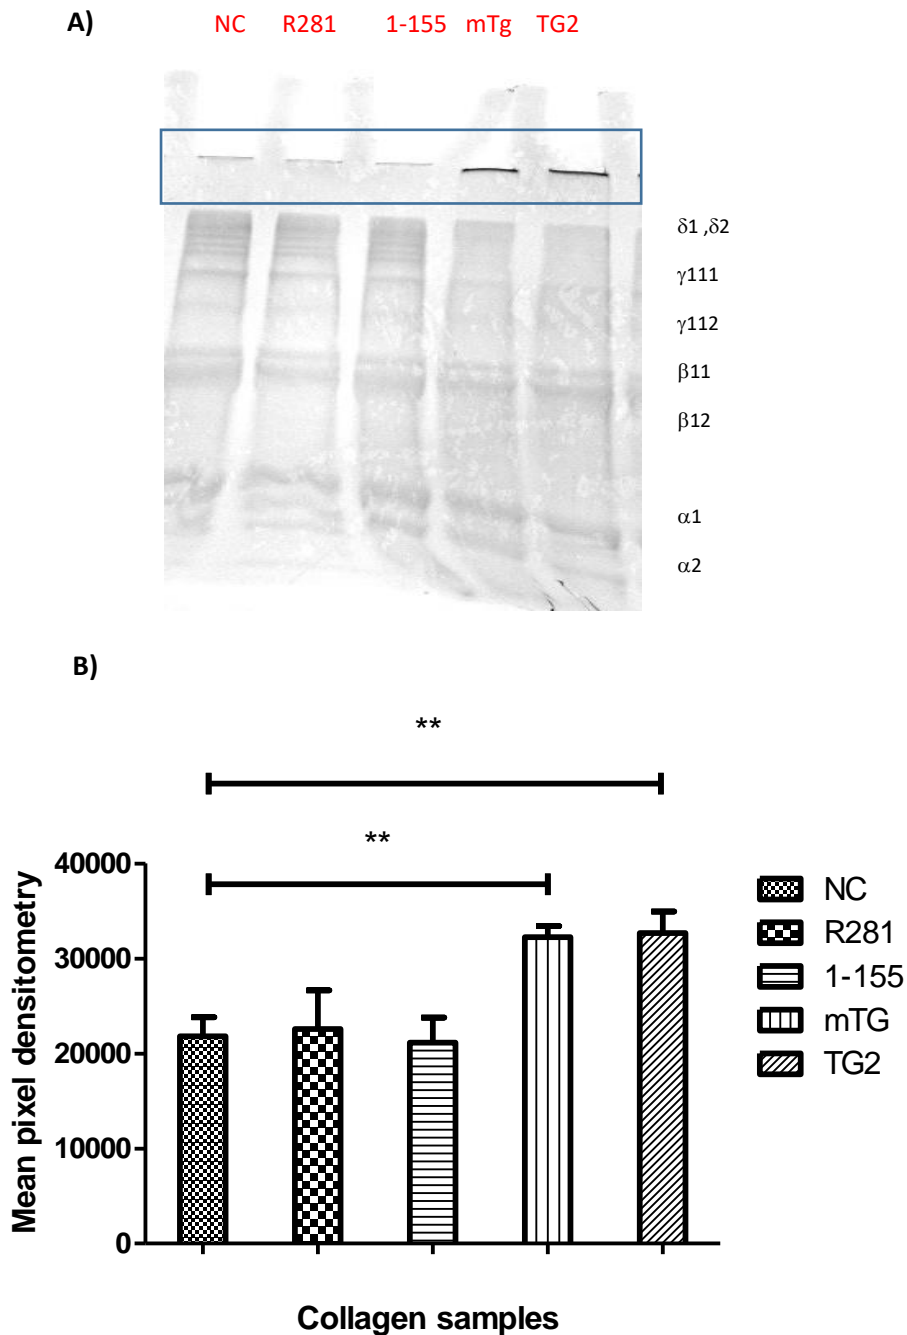 A) NC R281 1-155 mTg TG2
δ1 ,δ2
γ111
γ112
β11
β12
α1
α2
B)
**
**
Mean pixel densitometry
40000
30000
20000
10000
0
NC
R281
1-155
mTG
TG2
Collagen samples